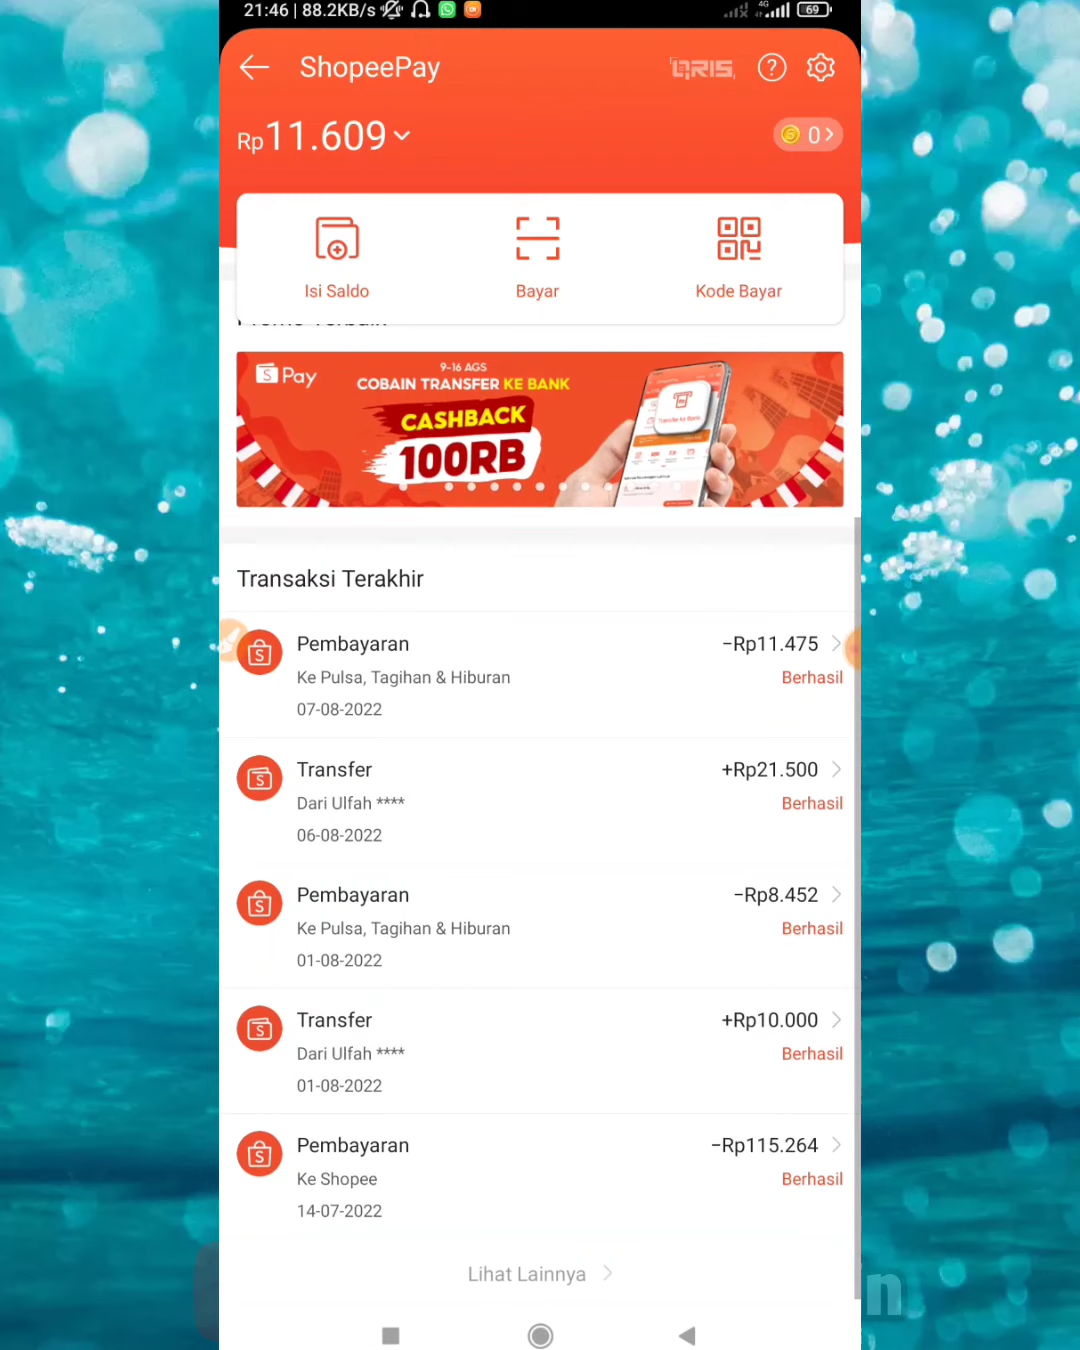 21:46 | 88.2KB/s 4G 69
ShopeePay QRIS ?
Rp11.609 0
Isi Saldo Bayar Kode Bayar
S Pay
9-16 AGS
COBAIN TRANSFER KE BANK
CASHBACK
100RB
Transfer ke Bank
Transaksi Terakhir
Pembayaran −Rp11.475
Ke Pulsa, Tagihan & Hiburan Berhasil
07-08-2022
Transfer +Rp21.500
Dari Ulfah **** Berhasil
06-08-2022
Pembayaran −Rp8.452
Ke Pulsa, Tagihan & Hiburan Berhasil
01-08-2022
Transfer +Rp10.000
Dari Ulfah **** Berhasil
01-08-2022
Pembayaran −Rp115.264
Ke Shopee Berhasil
14-07-2022
Lihat Lainnya